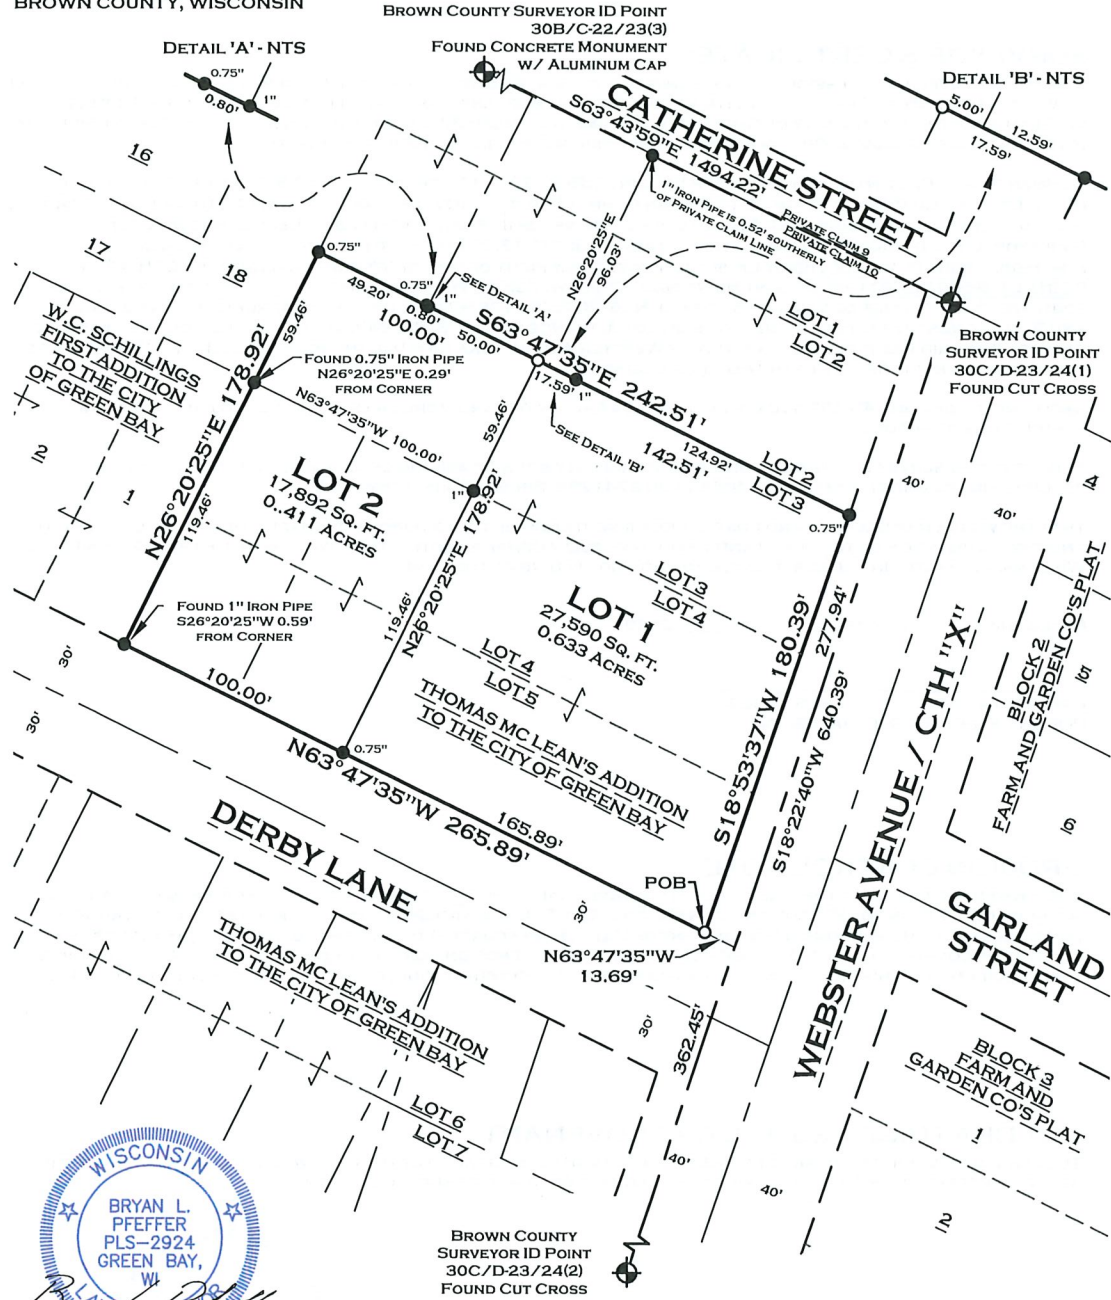 BROWN COUNTY, WISCONSIN
BROWN COUNTY SURVEYOR ID POINT
30B/C-22/23(3)
FOUND CONCRETE MONUMENT
W/ ALUMINUM CAP
DETAIL 'A' - NTS
0.75"
0.80'
1"
DETAIL 'B' - NTS
5.00'
12.59'
17.59'
CATHERINE STREET
S63°43'59"E 1494.22'
1" IRON PIPE IS 0.52' SOUTHERLY
OF PRIVATE CLAIM LINE
PRIVATE CLAIM 9
PRIVATE CLAIM 10
N26°20'25"E
96.03'
16
17
18
LOT 1
LOT 2
BROWN COUNTY
SURVEYOR ID POINT
30C/D-23/24(1)
FOUND CUT CROSS
W.C. SCHILLINGS
FIRST ADDITION
TO THE CITY
OF GREEN BAY
2
1
0.75"
49.20'
0.75"
0.80'
1"
100.00'
50.00'
SEE DETAIL 'A'
S63°47'35"E 242.51'
17.59'
1"
SEE DETAIL 'B'
124.92'
142.51'
LOT 2
LOT 3
0.75"
59.46'
N26°20'25"E 178.92'
119.46'
FOUND 0.75" IRON PIPE
N26°20'25"E 0.29'
FROM CORNER
N63°47'35"W 100.00'
59.46'
1"
N26°20'25"E 178.92'
119.46'
LOT 2
17,892 SQ. FT.
0..411 ACRES
FOUND 1" IRON PIPE
S26°20'25"W 0.59'
FROM CORNER
LOT 3
LOT 4
LOT 1
27,590 SQ. FT.
0.633 ACRES
LOT 4
LOT 5
THOMAS MC LEAN'S ADDITION
TO THE CITY OF GREEN BAY
S18°53'37"W 180.39'
277.94'
S18°22'40"W 640.39'
40'
40'
WEBSTER AVENUE / CTH "X"
4
5
6
BLOCK 2
FARM AND GARDEN CO'S PLAT
30'
30'
100.00'
0.75"
N63°47'35"W 265.89'
165.89'
DERBY LANE
POB
30'
N63°47'35"W
13.69'
30'
362.45'
GARLAND
STREET
THOMAS MC LEAN'S ADDITION
TO THE CITY OF GREEN BAY
LOT 6
LOT 7
BLOCK 3
FARM AND
GARDEN CO'S PLAT
1
2
40'
40'
BROWN COUNTY
SURVEYOR ID POINT
30C/D-23/24(2)
FOUND CUT CROSS
WISCONSIN
BRYAN L.
PFEFFER
PLS-2924
GREEN BAY,
WI